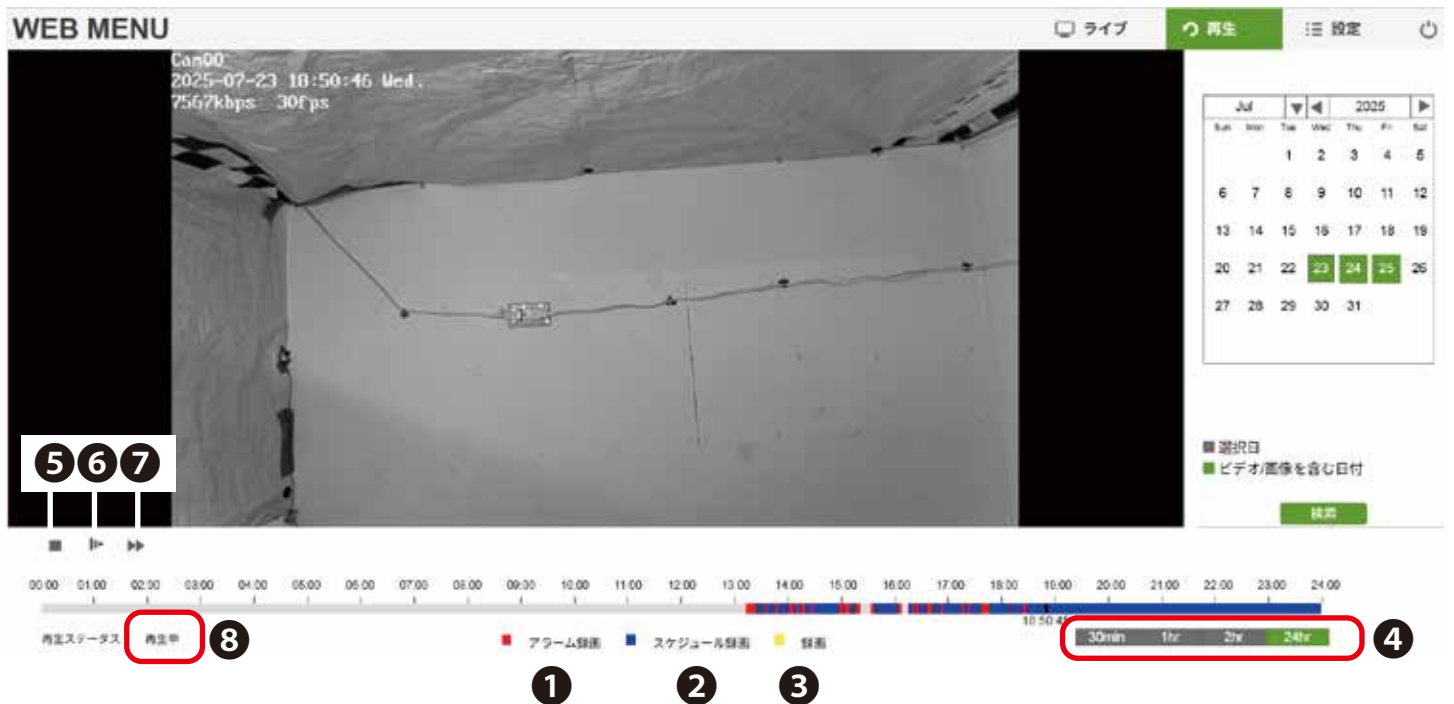 WEB MENU
ライブ
再生
設定
Cam00
2025-07-23 18:50:46 Wed.
7567kbps 30fps
Jul 2025
Sun Mon Tue Wed Thu Fri Sat
1 2 3 4 5
6 7 8 9 10 11 12
13 14 15 16 17 18 19
20 21 22 23 24 25 26
27 28 29 30 31
選択日
ビデオ/画像を含む日付
検索
5 6 7
00:00 01:00 02:00 03:00 04:00 05:00 06:00 07:00 08:00 09:00 10:00 11:00 12:00 13:00 14:00 15:00 16:00 17:00 18:00 19:00 20:00 21:00 22:00 23:00 24:00
18:50:46
再生ステータス 再生中 8
アラーム録画 スケジュール録画 録画
30min 1hr 2hr 24hr 4
1 2 3